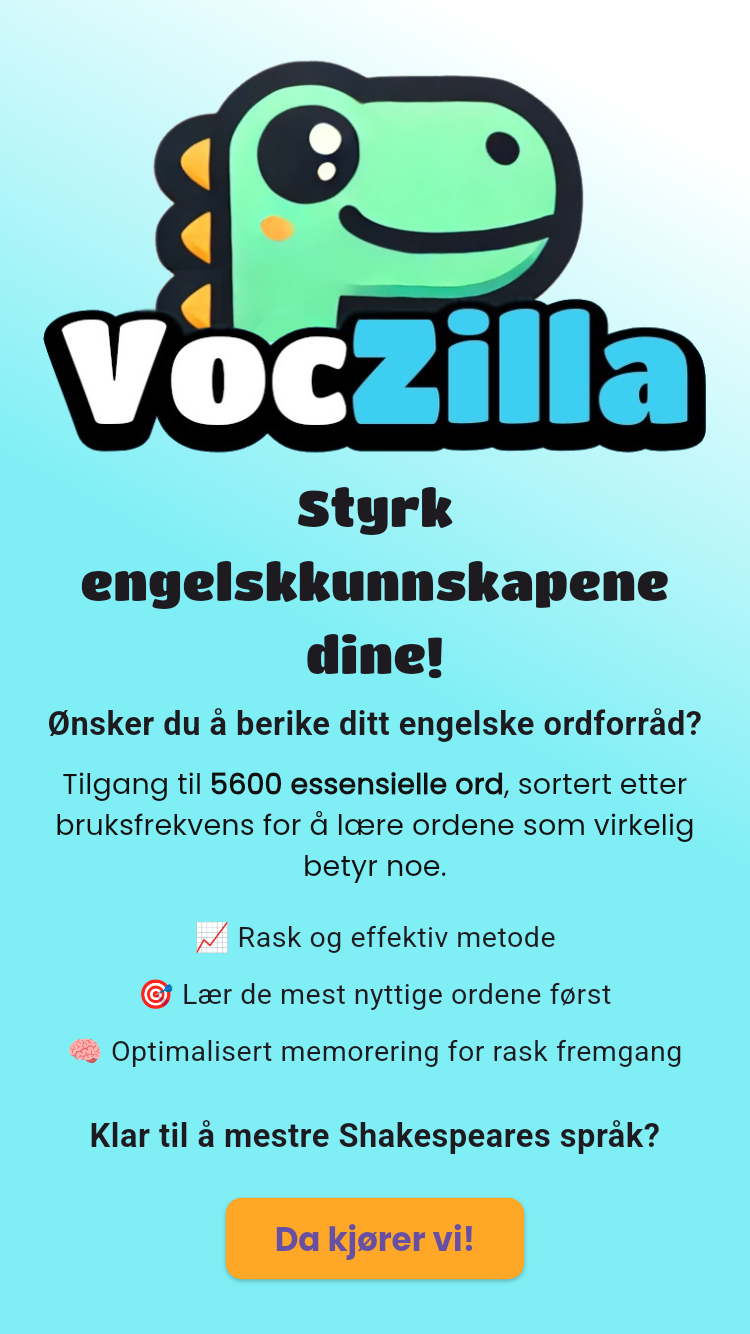 VocZilla
Styrk
engelskkunnskapene
dine!
Ønsker du å berike ditt engelske ordforråd?
Tilgang til 5600 essensielle ord, sortert etter
bruksfrekvens for å lære ordene som virkelig
betyr noe.
📈 Rask og effektiv metode
🎯 Lær de mest nyttige ordene først
🧠 Optimalisert memorering for rask fremgang
Klar til å mestre Shakespeares språk?
Da kjører vi!